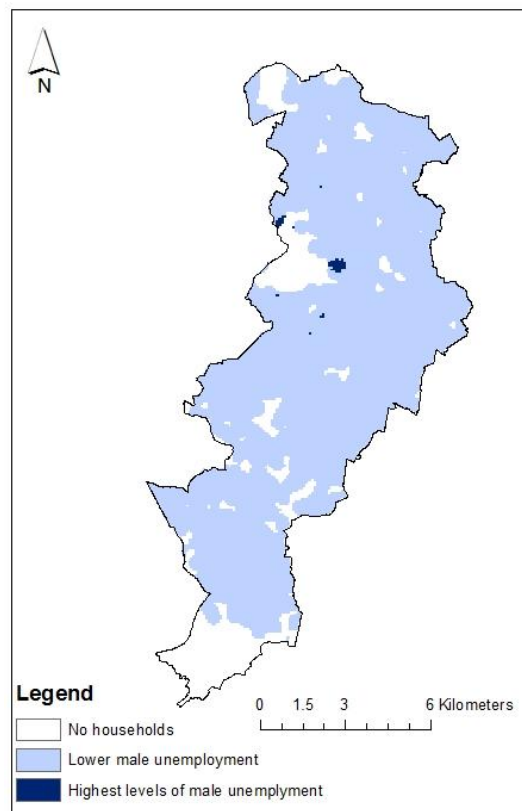 N
Legend
0 1.5 3 6 Kilometers
No households
Lower male unemployment
Highest levels of male unemplyment